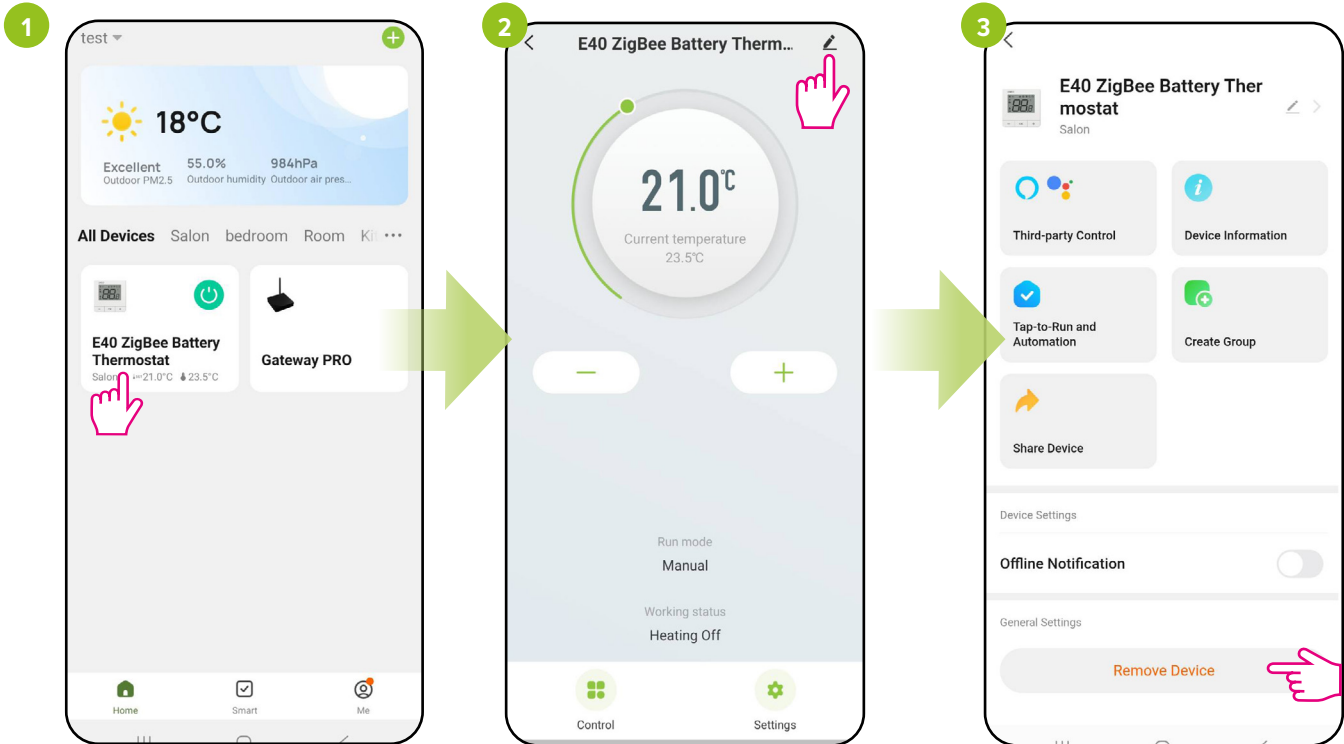 1
test
18°C
Excellent
Outdoor PM2.5
55.0%
Outdoor humidity
984hPa
Outdoor air pres...
All Devices Salon bedroom Room Ki ...
E40 ZigBee Battery
Thermostat
Salon 21.0°C 23.5°C
Gateway PRO
Home
Smart
Me
2
E40 ZigBee Battery Therm...
21.0°C
Current temperature
23.5°C
Run mode
Manual
Working status
Heating Off
Control
Settings
3
E40 ZigBee Battery Ther
mostat
Salon
Third-party Control
Device Information
Tap-to-Run and
Automation
Create Group
Share Device
Device Settings
Offline Notification
General Settings
Remove Device